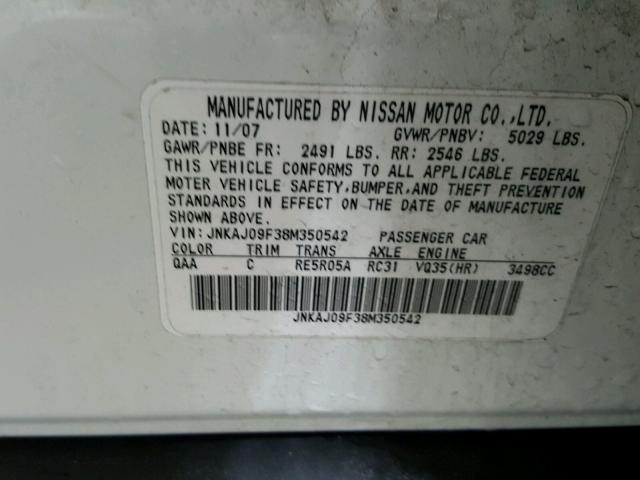 MANUFACTURED BY NISSAN MOTOR CO.,LTD.
DATE: 11/07 GVWR/PNBV: 5029 LBS.
GAWR/PNBE FR: 2491 LBS. RR: 2546 LBS.
THIS VEHICLE CONFORMS TO ALL APPLICABLE FEDERAL
MOTER VEHICLE SAFETY,BUMPER,AND THEFT PREVENTION
STANDARDS IN EFFECT ON THE DATE OF MANUFACTURE
SHOWN ABOVE.
VIN: JNKAJ09F38M350542 PASSENGER CAR
COLOR TRIM TRANS AXLE ENGINE
QAA C RE5R05A RC31 VQ35(HR) 3498CC
JNKAJ09F38M350542